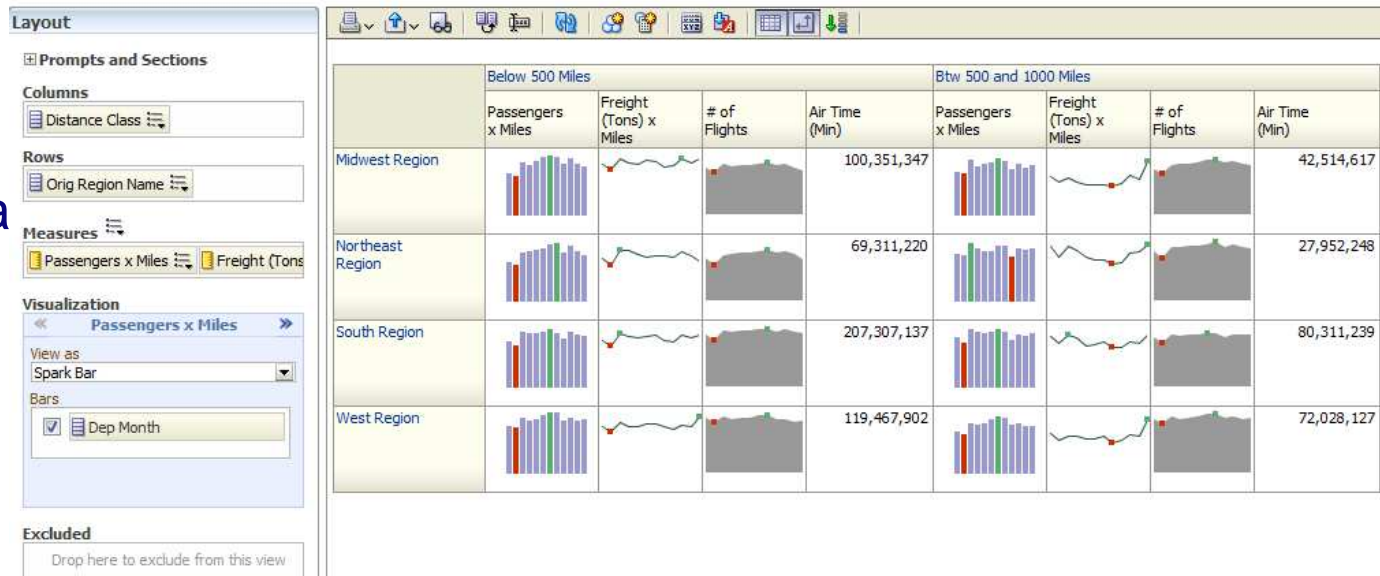 Layout
Prompts and Sections
Columns
Distance Class
Rows
Orig Region Name
a
Measures
Passengers x Miles Freight (Tons
Visualization
Passengers x Miles
View as
Spark Bar
Bars
Dep Month
Excluded
Drop here to exclude from this view
Below 500 Miles Btw 500 and 1000 Miles
Passengers x Miles Freight (Tons) x Miles # of Flights Air Time (Min) Passengers x Miles Freight (Tons) x Miles # of Flights Air Time (Min)
Midwest Region 100,351,347 42,514,617
Northeast Region 69,311,220 27,952,248
South Region 207,307,137 80,311,239
West Region 119,467,902 72,028,127